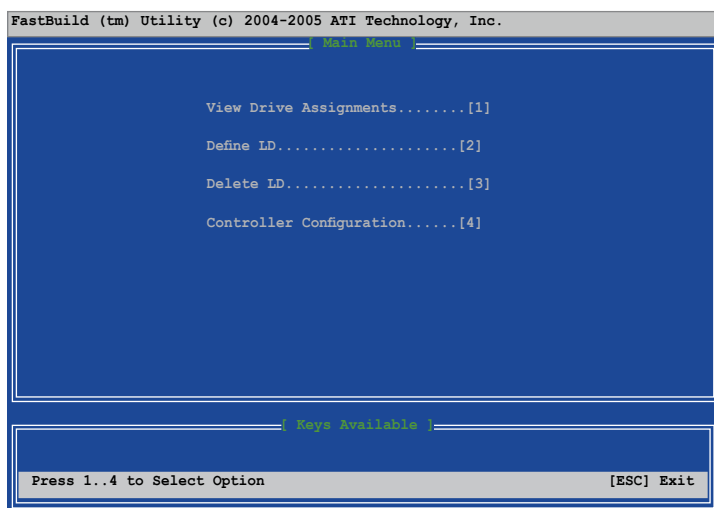 FastBuild (tm) Utility (c) 2004-2005 ATI Technology, Inc.
[ Main Menu ]
View Drive Assignments........[1]
Define LD.....................[2]
Delete LD.....................[3]
Controller Configuration......[4]
[ Keys Available ]
Press 1..4 to Select Option [ESC] Exit